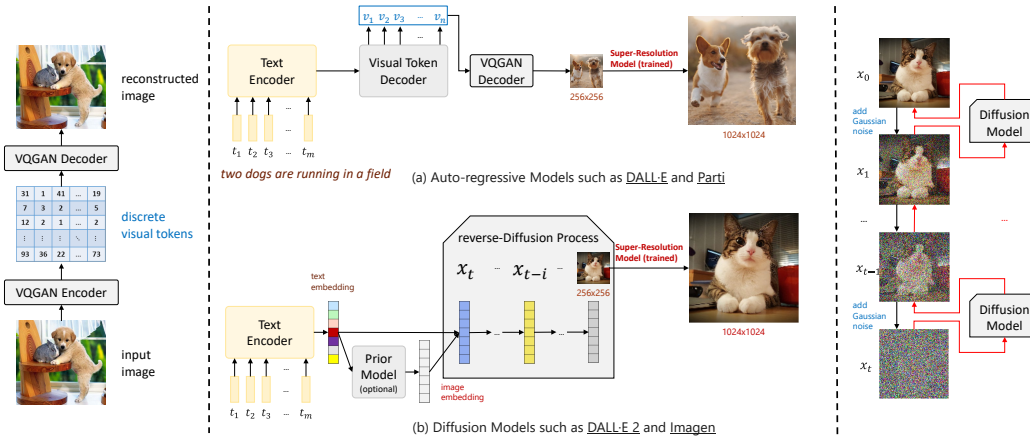 reconstructed
image
VQGAN Decoder
31 1 41 ... 19
7 3 2 ... 5
12 2 1 ... 2
⋮ ⋮ ⋮ ⋱ ⋮
93 36 22 ... 73
discrete
visual tokens
VQGAN Encoder
input
image
v₁ v₂ v₃ ... vₙ
...
Text
Encoder
Visual Token
Decoder
VQGAN
Decoder
256x256
Super-Resolution
Model (trained)
1024x1024
...
t₁ t₂ t₃ ... tₘ
two dogs are running in a field
(a) Auto-regressive Models such as DALL·E and Parti
reverse-Diffusion Process
xₜ ... xₜ₋ᵢ ...
256x256
Super-Resolution
Model (trained)
1024x1024
text
embedding
Text
Encoder
... ...
Prior
Model
(optional)
image
embedding
...
t₁ t₂ t₃ ... tₘ
(b) Diffusion Models such as DALL·E 2 and Imagen
x₀
add
Gaussian
noise
Diffusion
Model
x₁
... ...
xₜ₋₁
add
Gaussian
noise
Diffusion
Model
xₜ